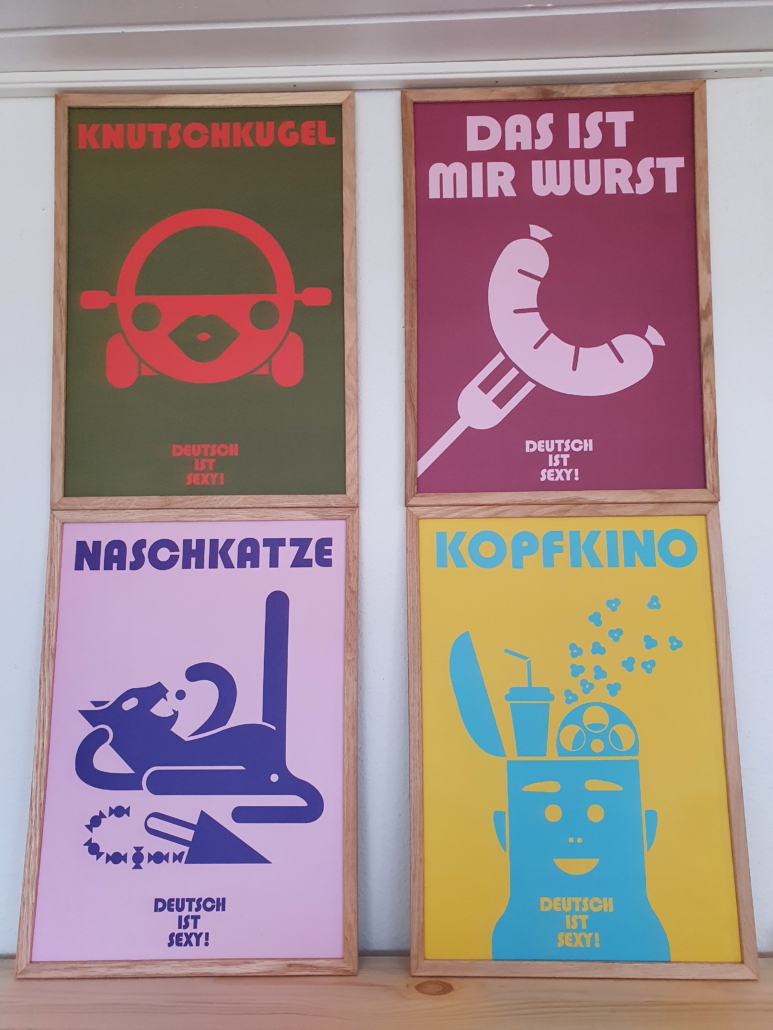 KNUTSCHKUGEL
DEUTSCH
IST
SEXY!
DAS IST
MIR WURST
DEUTSCH
IST
SEXY!
NASCHKATZE
DEUTSCH
IST
SEXY!
KOPFKINO
DEUTSCH
IST
SEXY!